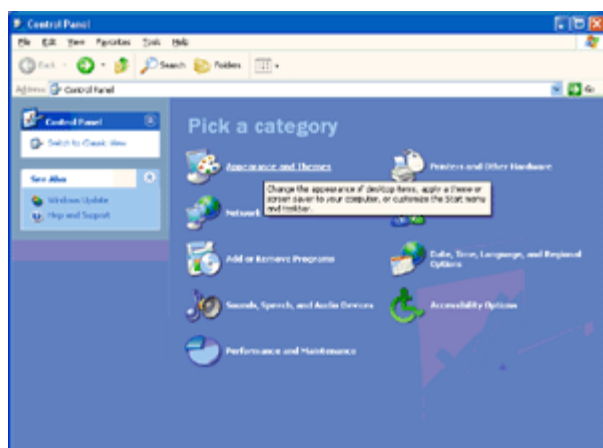 Control Panel
File Edit View Favorites Tools Help
Back Search Folders
Address Control Panel Go
Control Panel
Switch to Classic View
See Also
Windows Update
Help and Support
Pick a category
Appearance and Themes
Printers and Other Hardware
Change the appearance of desktop items, apply a theme or
screen saver to your computer, or customize the Start menu
and taskbar.
Network
Add or Remove Programs
Date, Time, Language, and Regional
Options
Sounds, Speech, and Audio Devices
Accessibility Options
Performance and Maintenance